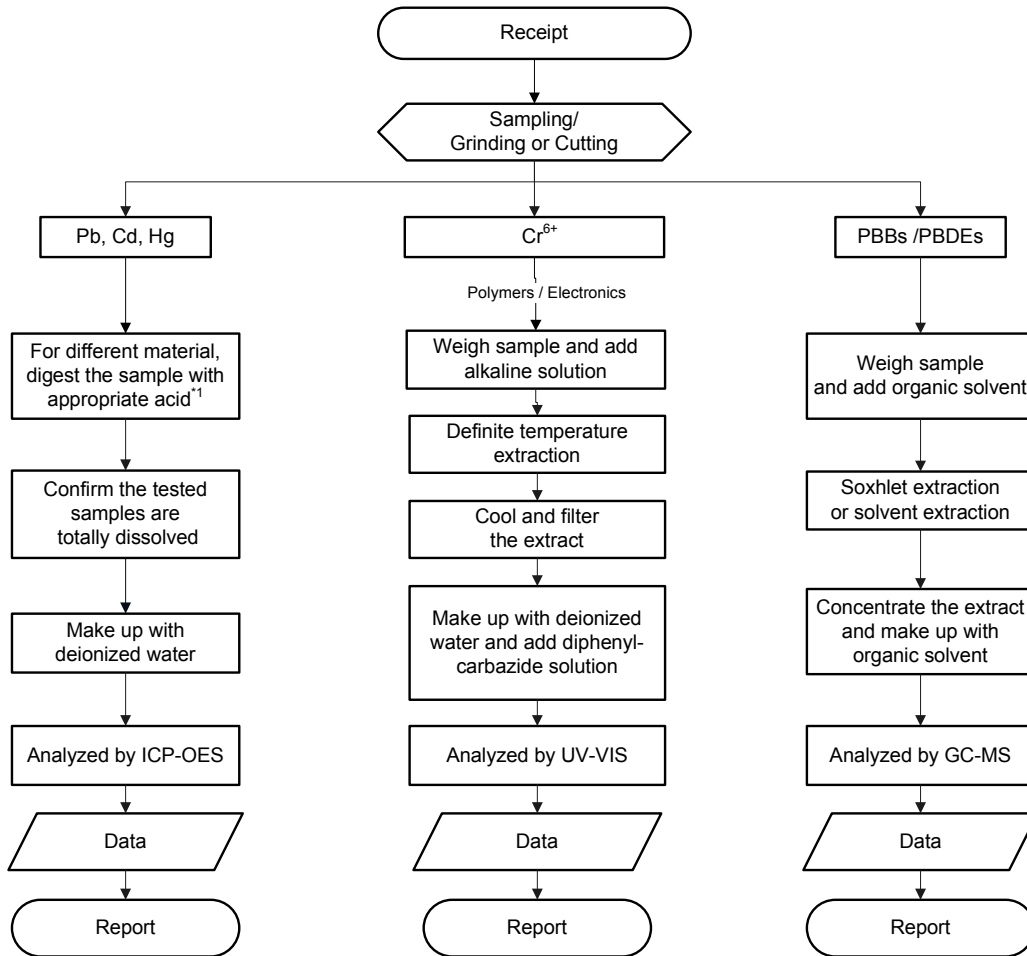 Receipt
Sampling/
Grinding or Cutting
Pb, Cd, Hg
For different material,
digest the sample with
appropriate acid*1
Confirm the tested
samples are
totally dissolved
Make up with
deionized water
Analyzed by ICP-OES
Data
Report
Cr6+
Polymers / Electronics
Weigh sample and add
alkaline solution
Definite temperature
extraction
Cool and filter
the extract
Make up with deionized
water and add diphenyl-
carbazide solution
Analyzed by UV-VIS
Data
Report
PBBs /PBDEs
Weigh sample
and add organic solvent
Soxhlet extraction
or solvent extraction
Concentrate the extract
and make up with
organic solvent
Analyzed by GC-MS
Data
Report